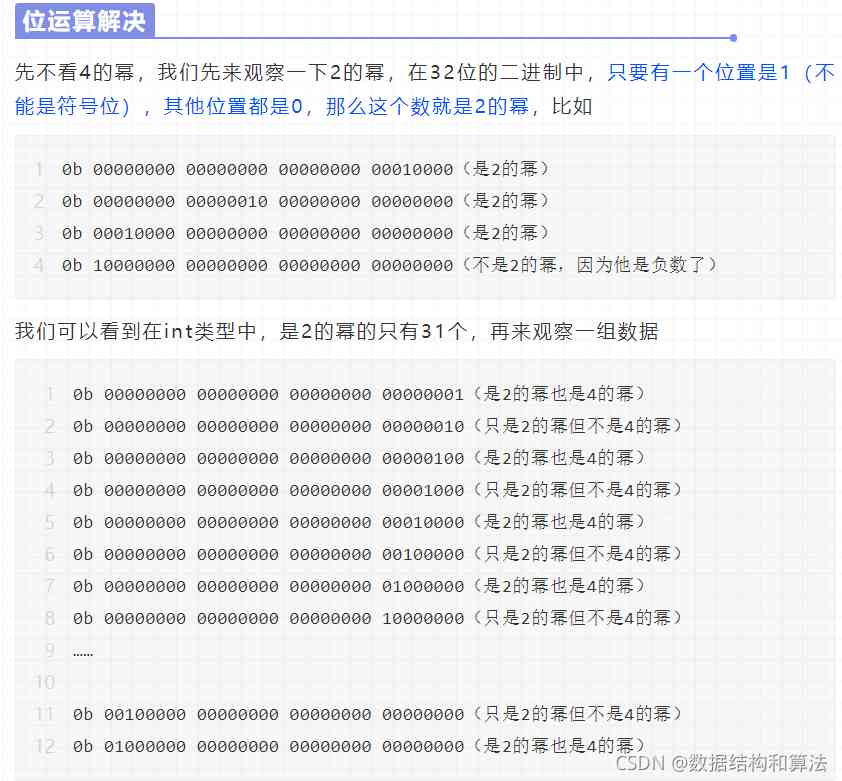 位运算解决
先不看4的幂，我们先来观察一下2的幂，在32位的二进制中，只要有一个位置是1（不
能是符号位），其他位置都是0，那么这个数就是2的幂，比如
1 0b 00000000 00000000 00000000 00010000（是2的幂）
2 0b 00000000 00000010 00000000 00000000（是2的幂）
3 0b 00010000 00000000 00000000 00000000（是2的幂）
4 0b 10000000 00000000 00000000 00000000（不是2的幂，因为他是负数了）
我们可以看到在int类型中，是2的幂的只有31个，再来观察一组数据
1 0b 00000000 00000000 00000000 00000001（是2的幂也是4的幂）
2 0b 00000000 00000000 00000000 00000010（只是2的幂但不是4的幂）
3 0b 00000000 00000000 00000000 00000100（是2的幂也是4的幂）
4 0b 00000000 00000000 00000000 00001000（只是2的幂但不是4的幂）
5 0b 00000000 00000000 00000000 00010000（是2的幂也是4的幂）
6 0b 00000000 00000000 00000000 00100000（只是2的幂但不是4的幂）
7 0b 00000000 00000000 00000000 01000000（是2的幂也是4的幂）
8 0b 00000000 00000000 00000000 10000000（只是2的幂但不是4的幂）
9 ……
10
11 0b 00100000 00000000 00000000 00000000（只是2的幂但不是4的幂）
12 0b 01000000 00000000 00000000 00000000（是2的幂也是4的幂）
CSDN @数据结构和算法